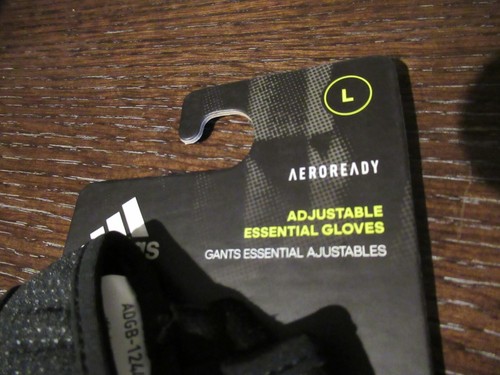 L
AEROREADY
ADJUSTABLE
ESSENTIAL GLOVES
GANTS ESSENTIAL AJUSTABLES